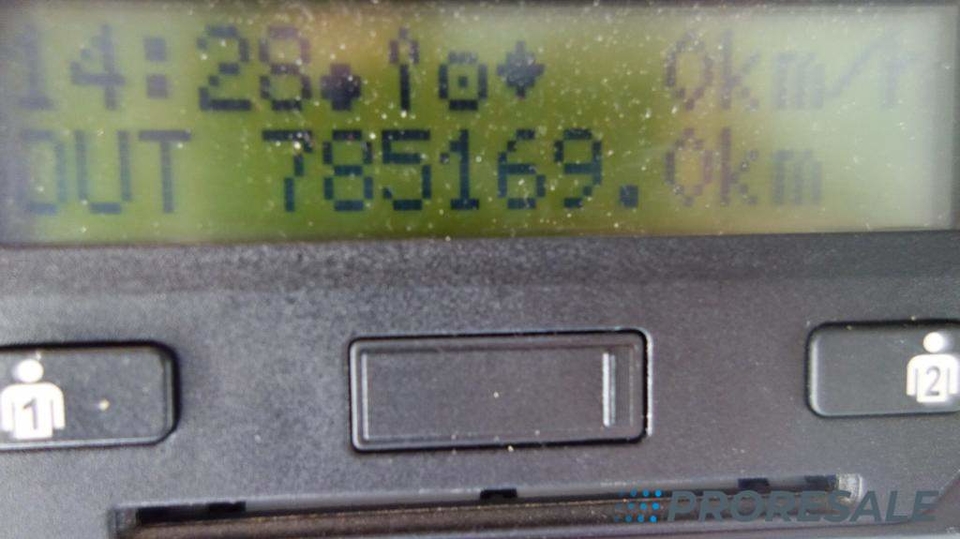 14:28 0km/h
OUT 785169.0km
1
2
PRORESALE